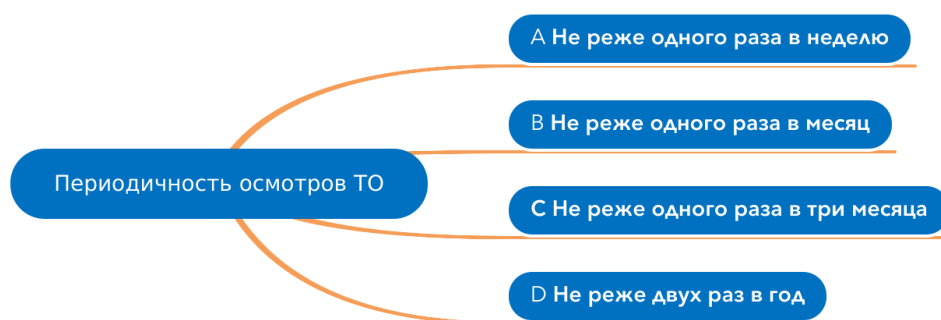 A Не реже одного раза в неделю
B Не реже одного раза в месяц
Периодичность осмотров ТО
C Не реже одного раза в три месяца
D Не реже двух раз в год